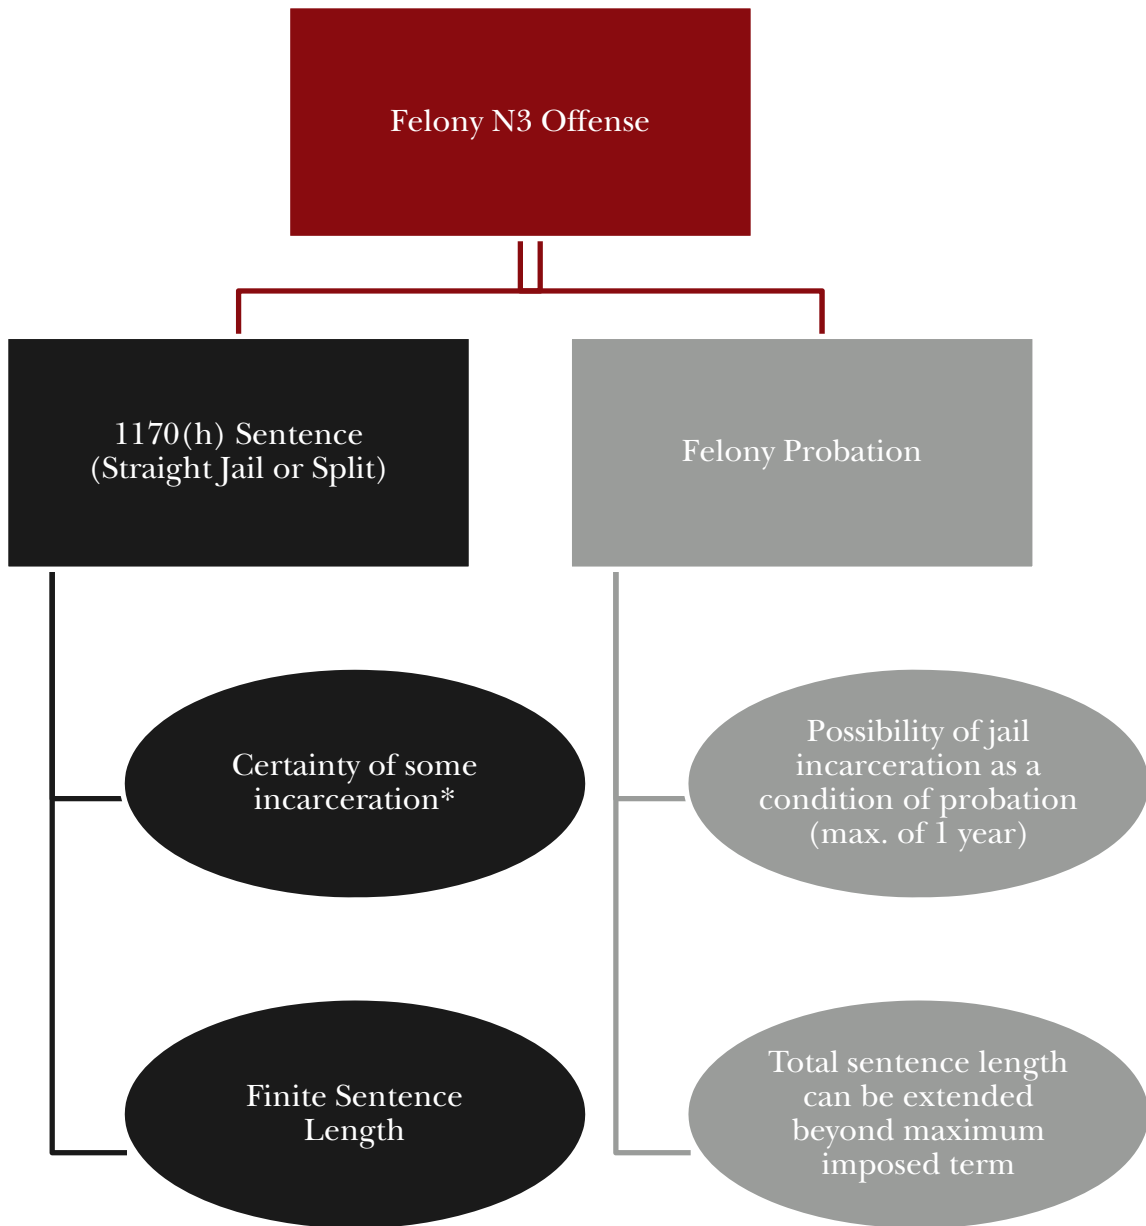 Felony N3 Offense
1170(h) Sentence
(Straight Jail or Split)
Felony Probation
Certainty of some
incarceration*
Possibility of jail
incarceration as a
condition of probation
(max. of 1 year)
Finite Sentence
Length
Total sentence length
can be extended
beyond maximum
imposed term